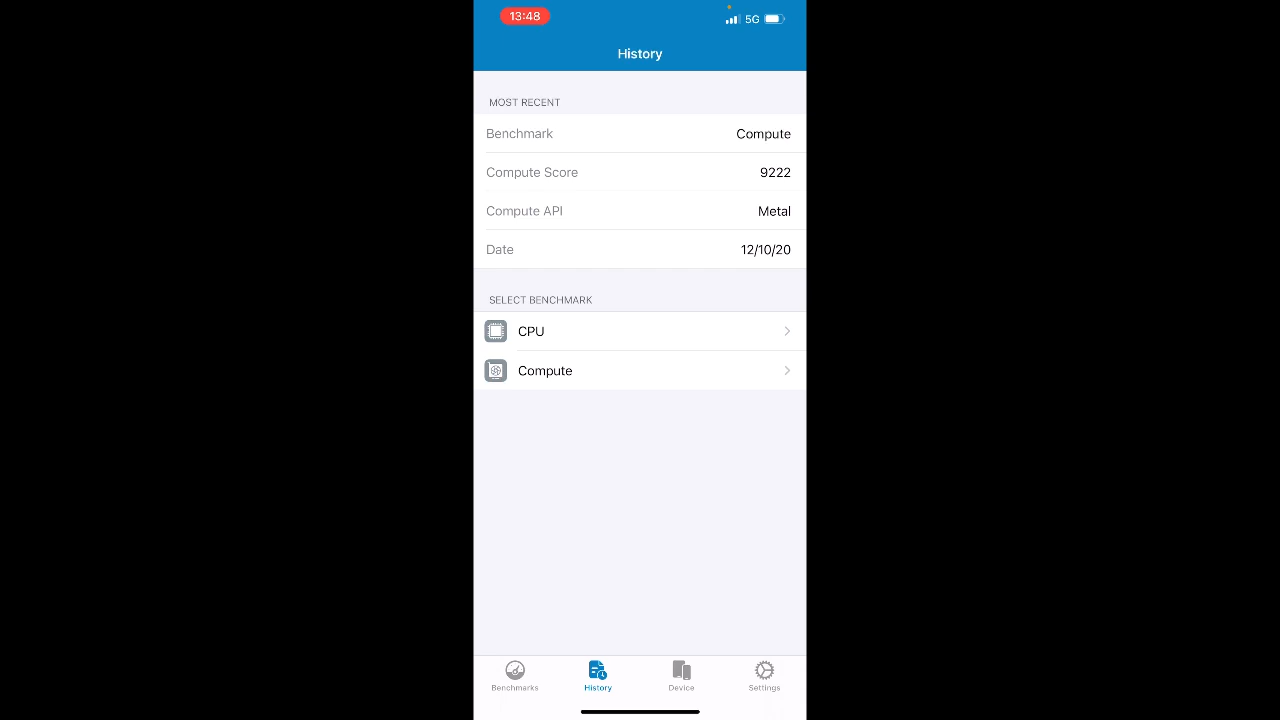 13:48
5G
History
MOST RECENT
Benchmark Compute
Compute Score 9222
Compute API Metal
Date 12/10/20
SELECT BENCHMARK
CPU
Compute
Benchmarks History Device Settings